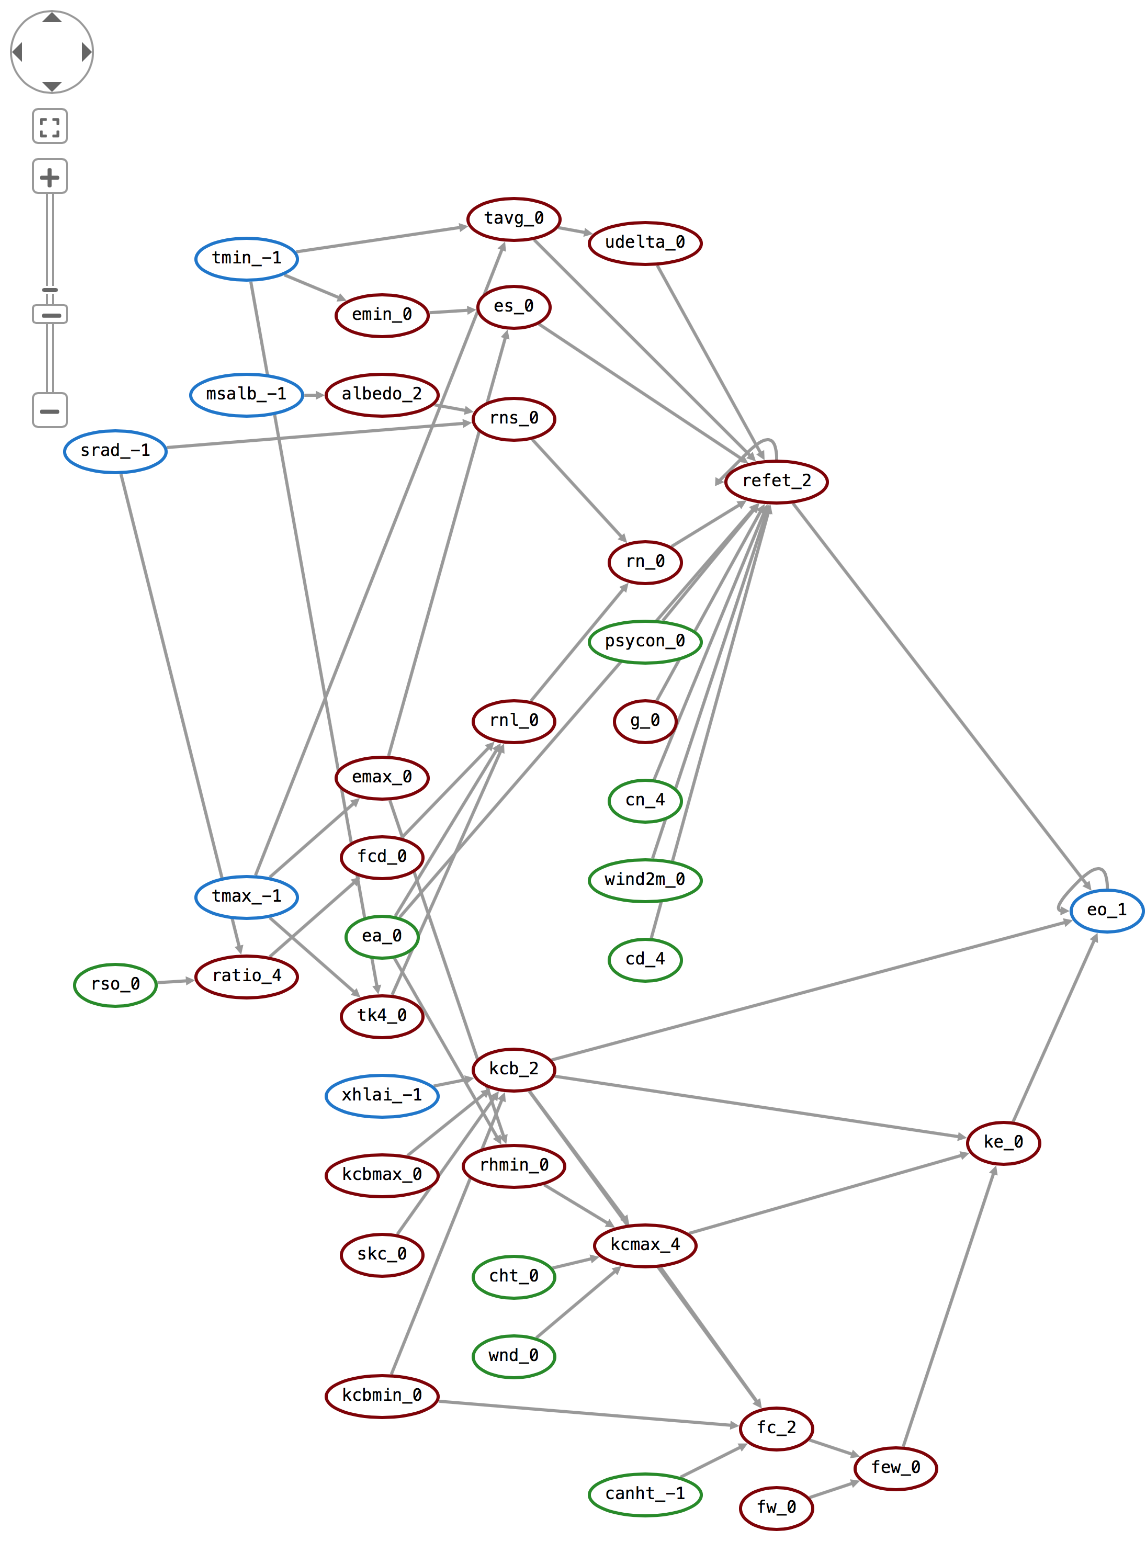 tavg_0
udelta_0
tmin_-1
es_0
emin_0
msalb_-1
albedo_2
rns_0
srad_-1
refet_2
rn_0
psycon_0
rnl_0
g_0
emax_0
cn_4
fcd_0
wind2m_0
tmax_-1
eo_1
ea_0
cd_4
ratio_4
rso_0
tk4_0
kcb_2
xhlai_-1
ke_0
rhmin_0
kcbmax_0
kcmax_4
skc_0
cht_0
wnd_0
kcbmin_0
fc_2
few_0
canht_-1
fw_0